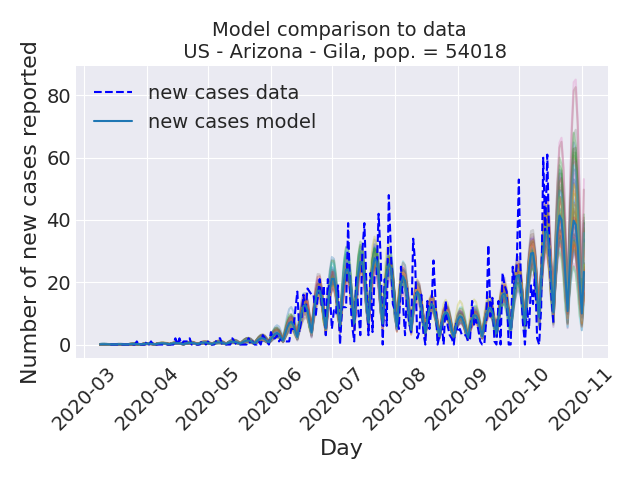 Model comparison to data
US - Arizona - Gila, pop. = 54018
Number of new cases reported
80
60
40
20
0
new cases data
new cases model
2020-03
2020-04
2020-05
2020-06
2020-07
2020-08
2020-09
2020-10
2020-11
Day